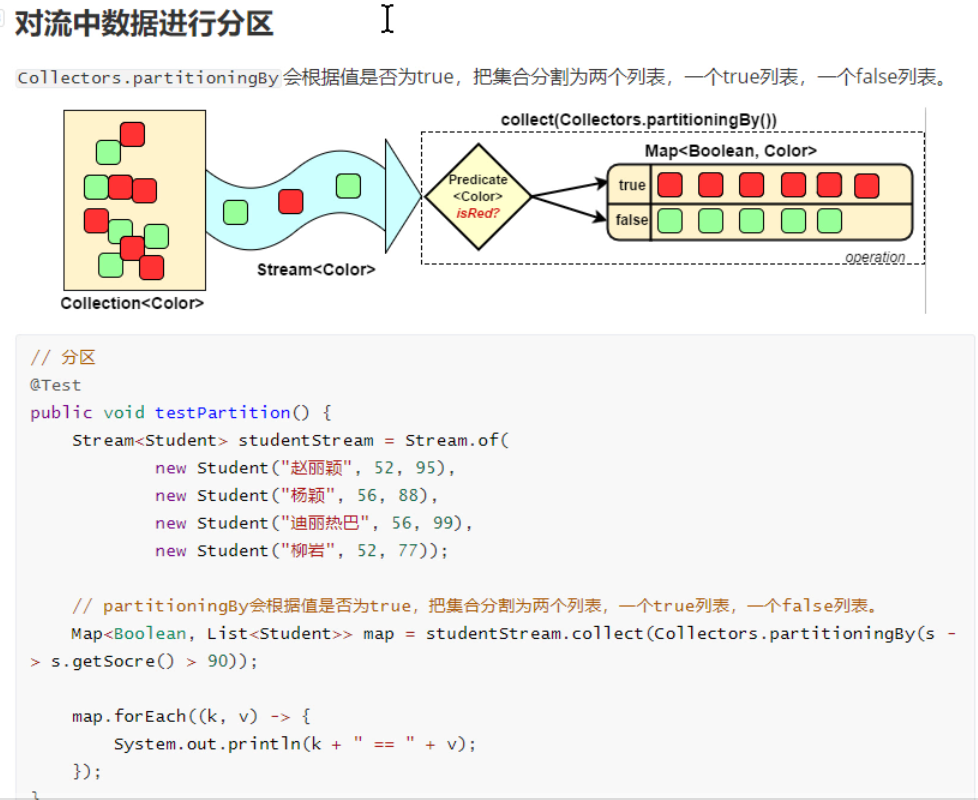 对流中数据进行分区
Collectors.partitioningBy会根据值是否为true，把集合分割为两个列表，一个true列表，一个false列表。
collect(Collectors.partitioningBy())
Map<Boolean, Color>
Predicate
<Color>
isRed?
true
false
operation
Stream<Color>
Collection<Color>
// 分区
@Test
public void testPartition() {
    Stream<Student> studentStream = Stream.of(
            new Student("赵丽颖", 52, 95),
            new Student("杨颖", 56, 88),
            new Student("迪丽热巴", 56, 99),
            new Student("柳岩", 52, 77));
    // partitioningBy会根据值是否为true，把集合分割为两个列表，一个true列表，一个false列表。
    Map<Boolean, List<Student>> map = studentStream.collect(Collectors.partitioningBy(s -
> s.getSocre() > 90));
    map.forEach((k, v) -> {
        System.out.println(k + " == " + v);
    });
}